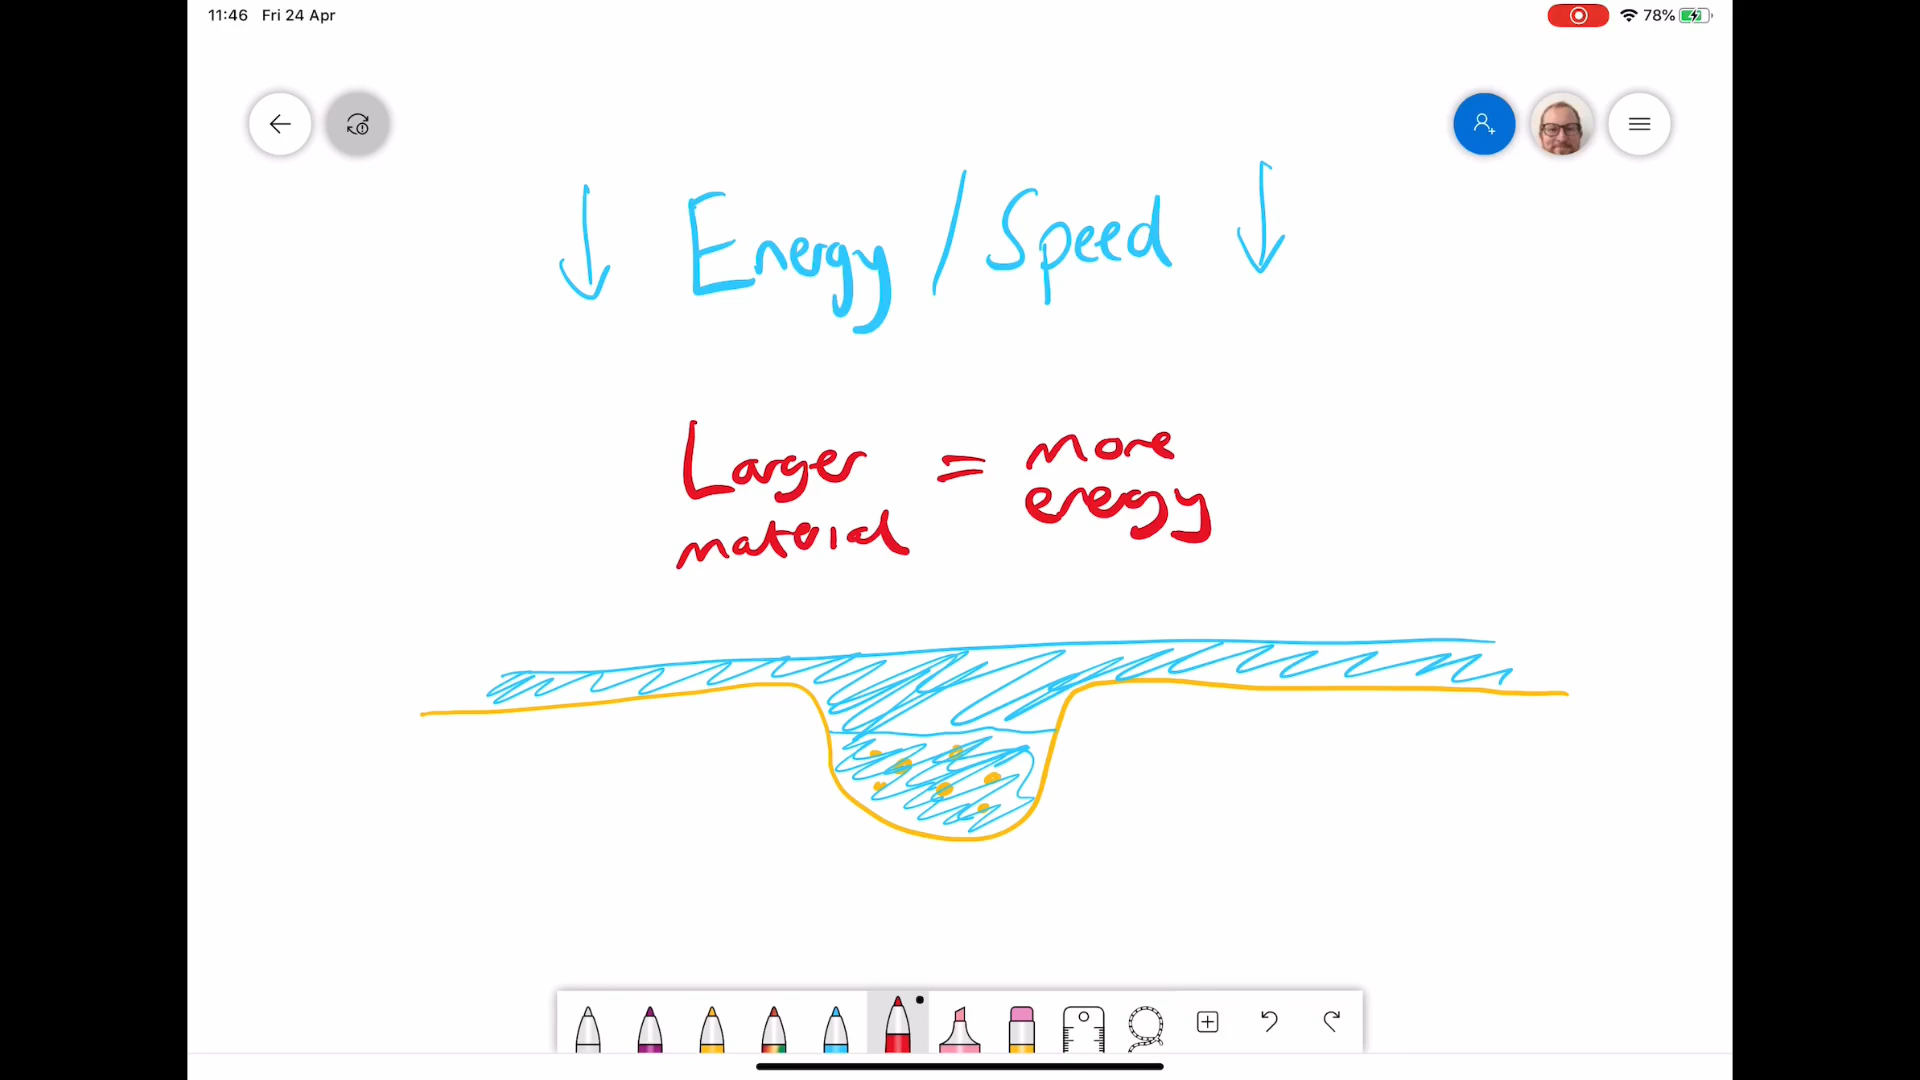 11:46 Fri 24 Apr 78%
↓ Energy / Speed ↓
Larger = more
material energy